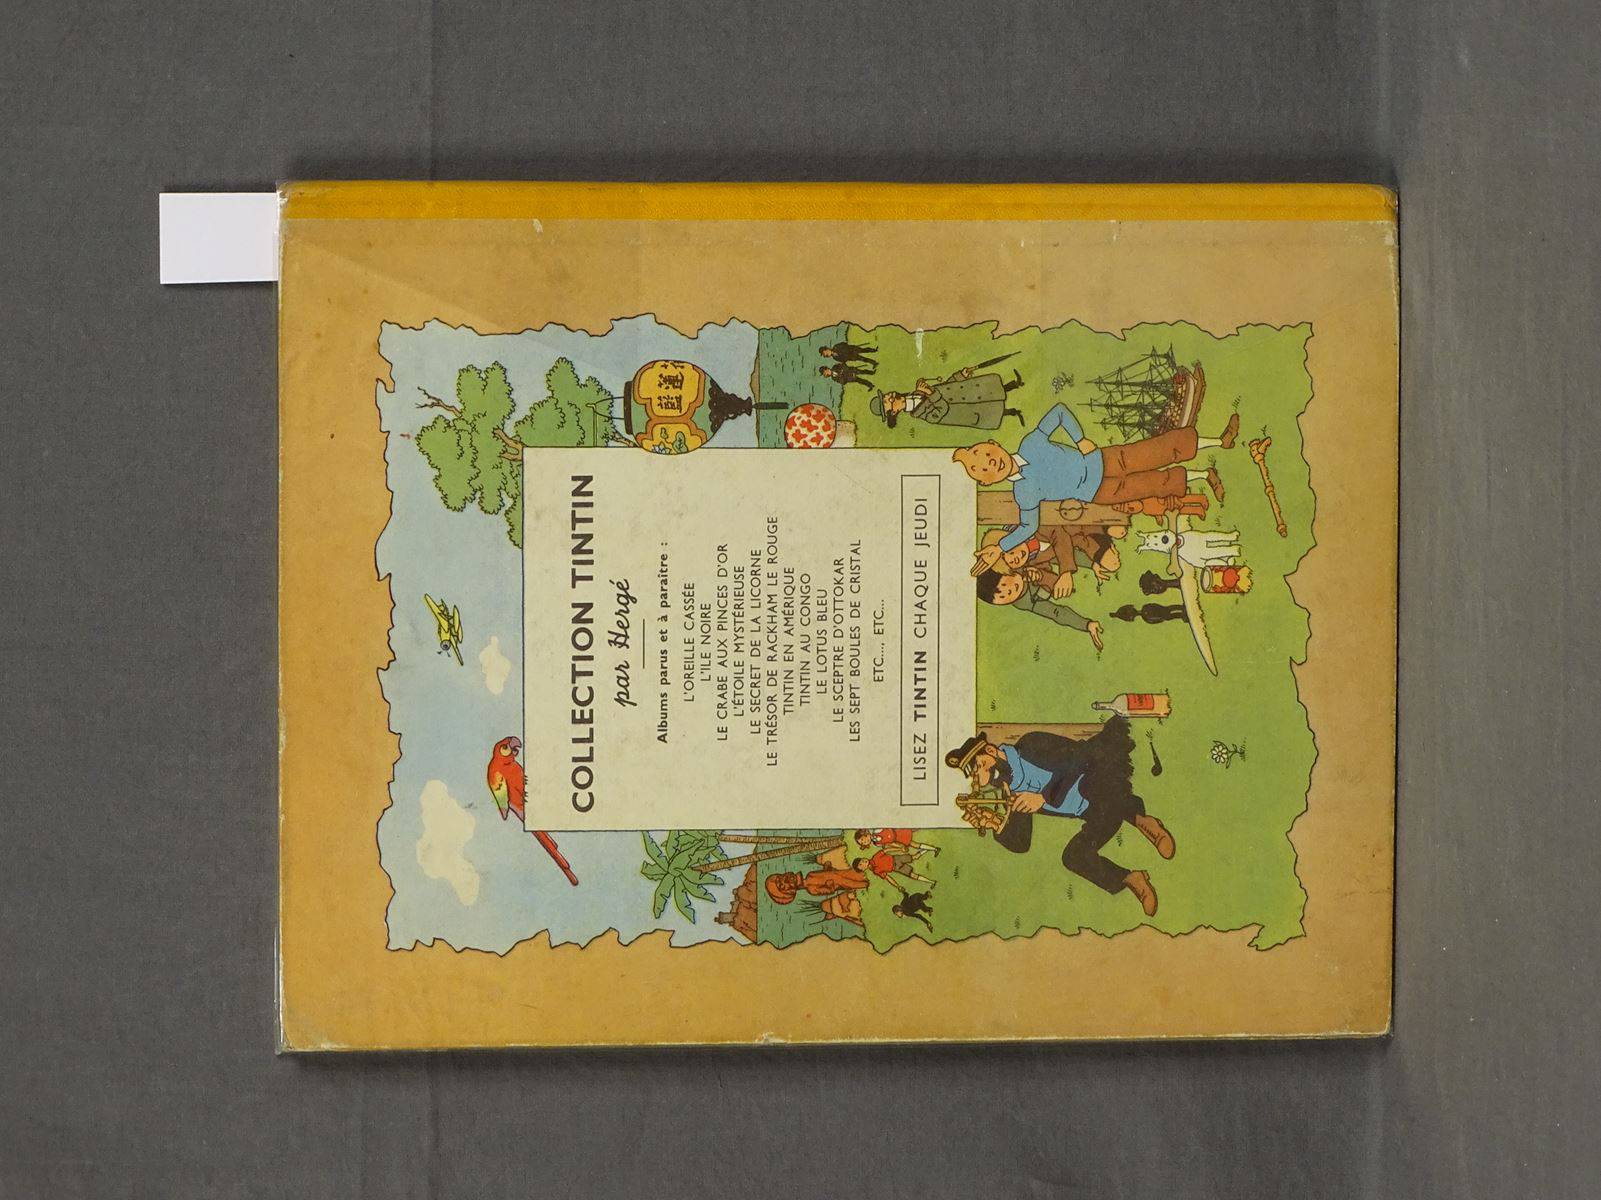 COLLECTION TINTIN
par Hergé
Albums parus et à paraître :
L'OREILLE CASSÉE
L'ILE NOIRE
LE CRABE AUX PINCES D'OR
L'ÉTOILE MYSTÉRIEUSE
LE SECRET DE LA LICORNE
LE TRÉSOR DE RACKHAM LE ROUGE
TINTIN EN AMÉRIQUE
TINTIN AU CONGO
LE LOTUS BLEU
LE SCEPTRE D'OTTOKAR
LES SEPT BOULES DE CRISTAL
ETC.... ETC...
LISEZ TINTIN CHAQUE JEUDI